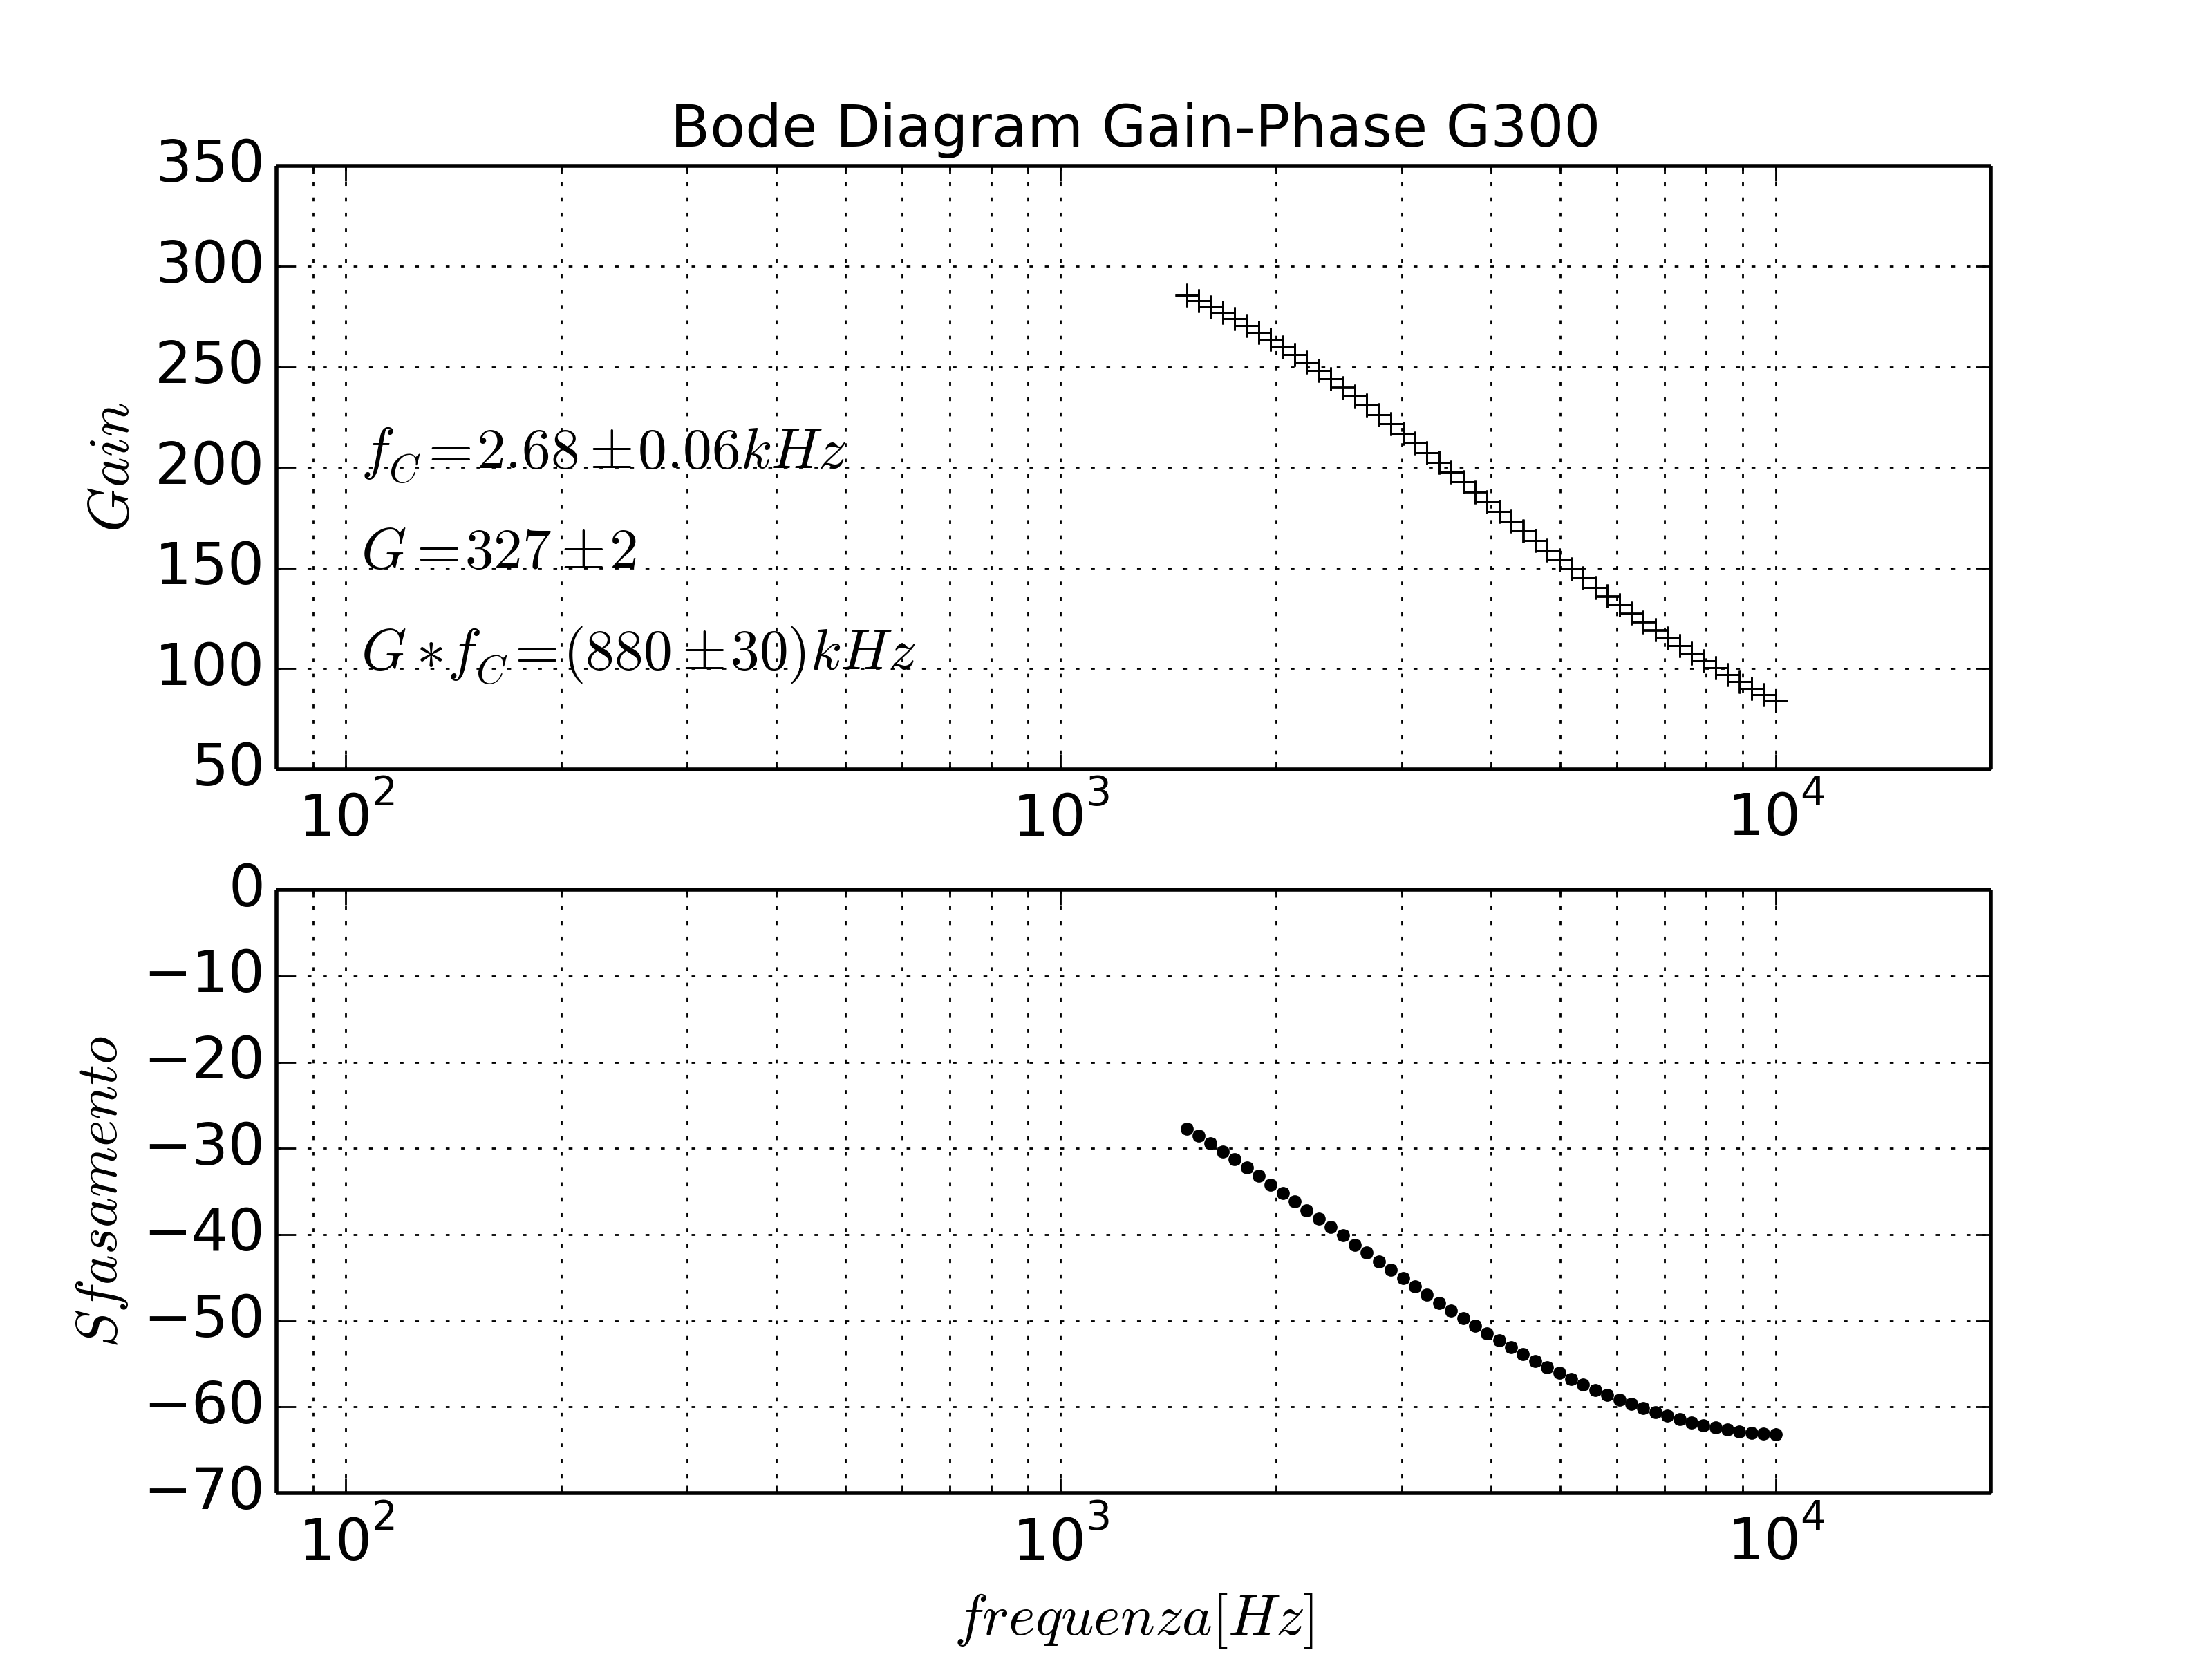 Bode Diagram Gain-Phase G300
350
300
250
200
150
100
50
Gain
f_C=2.68±0.06kHz
G=327±2
G∗f_C=(880±30)kHz
10^2 10^3 10^4
0
−10
−20
−30
−40
−50
−60
−70
Sfasamento
10^2 10^3 10^4
frequenza[Hz]